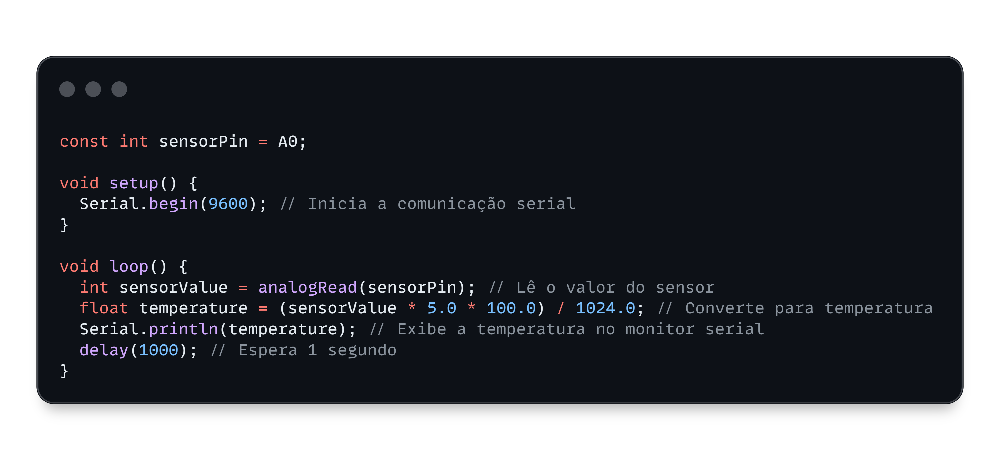 const int sensorPin = A0;

void setup() {
  Serial.begin(9600); // Inicia a comunicação serial
}

void loop() {
  int sensorValue = analogRead(sensorPin); // Lê o valor do sensor
  float temperature = (sensorValue * 5.0 * 100.0) / 1024.0; // Converte para temperatura
  Serial.println(temperature); // Exibe a temperatura no monitor serial
  delay(1000); // Espera 1 segundo
}